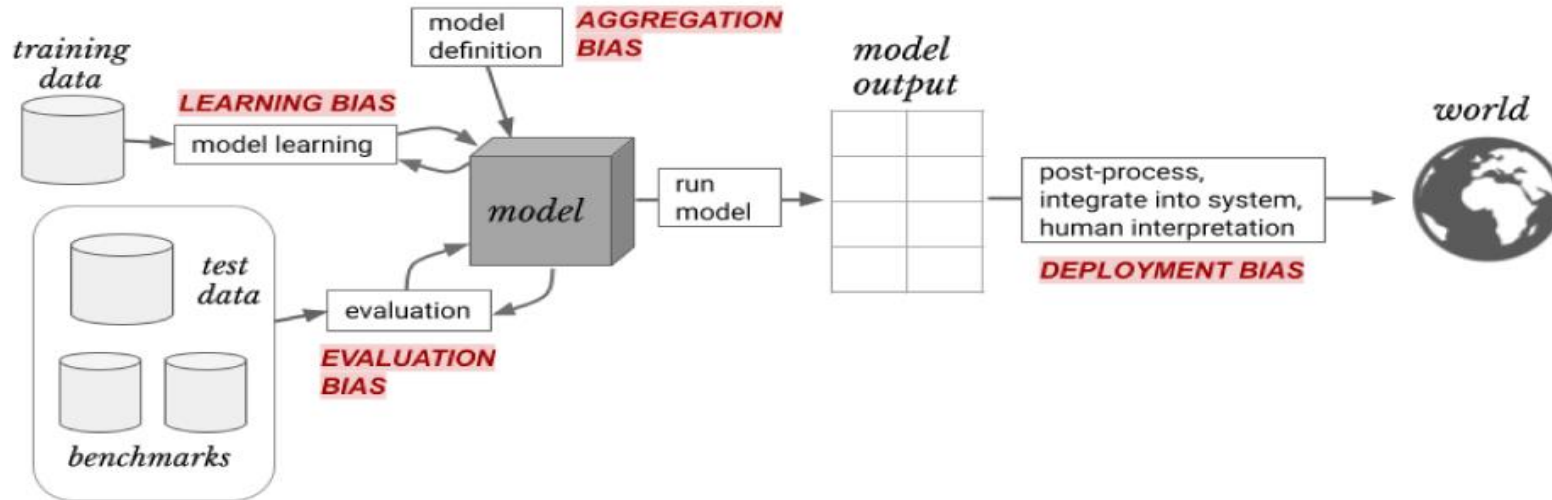 training
data
LEARNING BIAS
model learning
model
definition
AGGREGATION
BIAS
model
test
data
benchmarks
evaluation
EVALUATION
BIAS
run
model
model
output
post-process,
integrate into system,
human interpretation
DEPLOYMENT BIAS
world